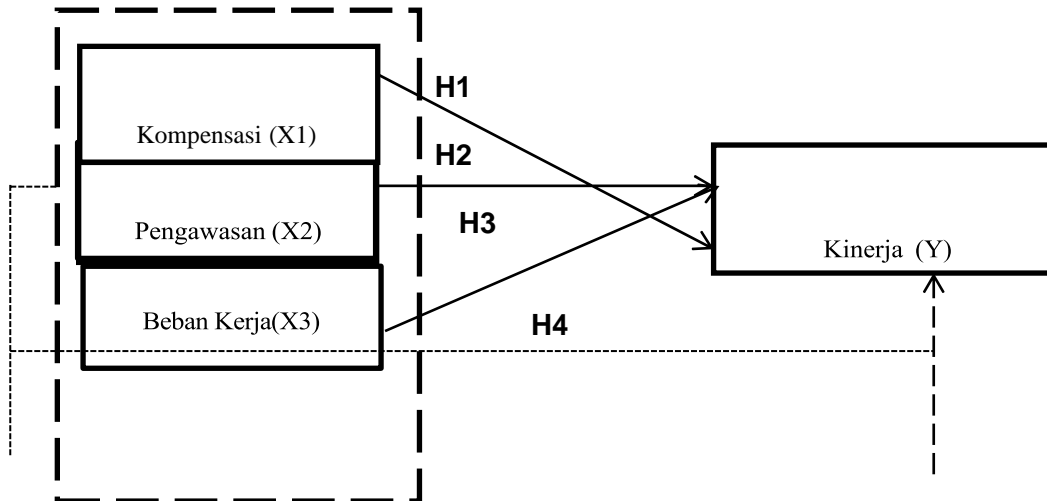 H1
Kompensasi (X1)
H2
Pengawasan (X2)
H3
Kinerja (Y)
Beban Kerja(X3)
H4